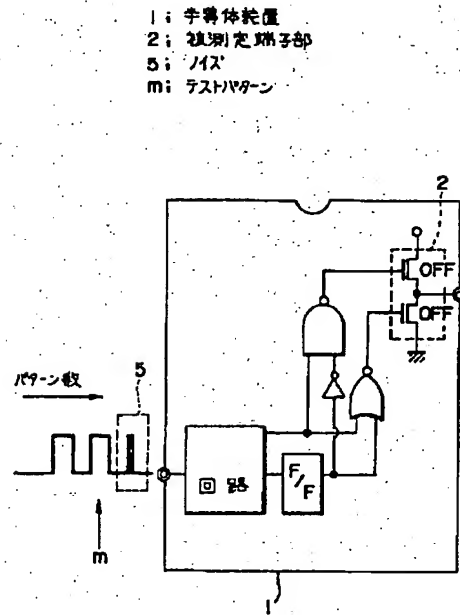 1; 半導体装置
2; 被測定端子部
5; ノイズ
m; テストパターン
2
OFF
OFF
パターン数
5
回路
F/F
m
1